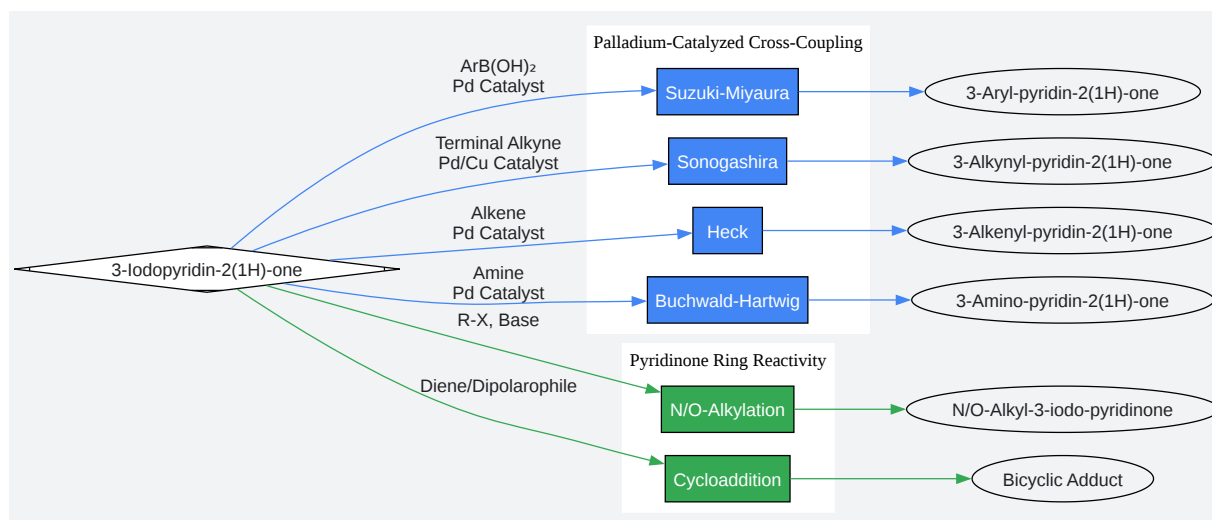 Palladium-Catalyzed Cross-Coupling
ArB(OH)₂
Pd Catalyst
Suzuki-Miyaura
3-Aryl-pyridin-2(1H)-one
Terminal Alkyne
Pd/Cu Catalyst
Sonogashira
3-Alkynyl-pyridin-2(1H)-one
Alkene
Pd Catalyst
Heck
3-Alkenyl-pyridin-2(1H)-one
3-Iodopyridin-2(1H)-one
Amine
Pd Catalyst
Buchwald-Hartwig
3-Amino-pyridin-2(1H)-one
R-X, Base
Pyridinone Ring Reactivity
Diene/Dipolarophile
N/O-Alkylation
N/O-Alkyl-3-iodo-pyridinone
Cycloaddition
Bicyclic Adduct